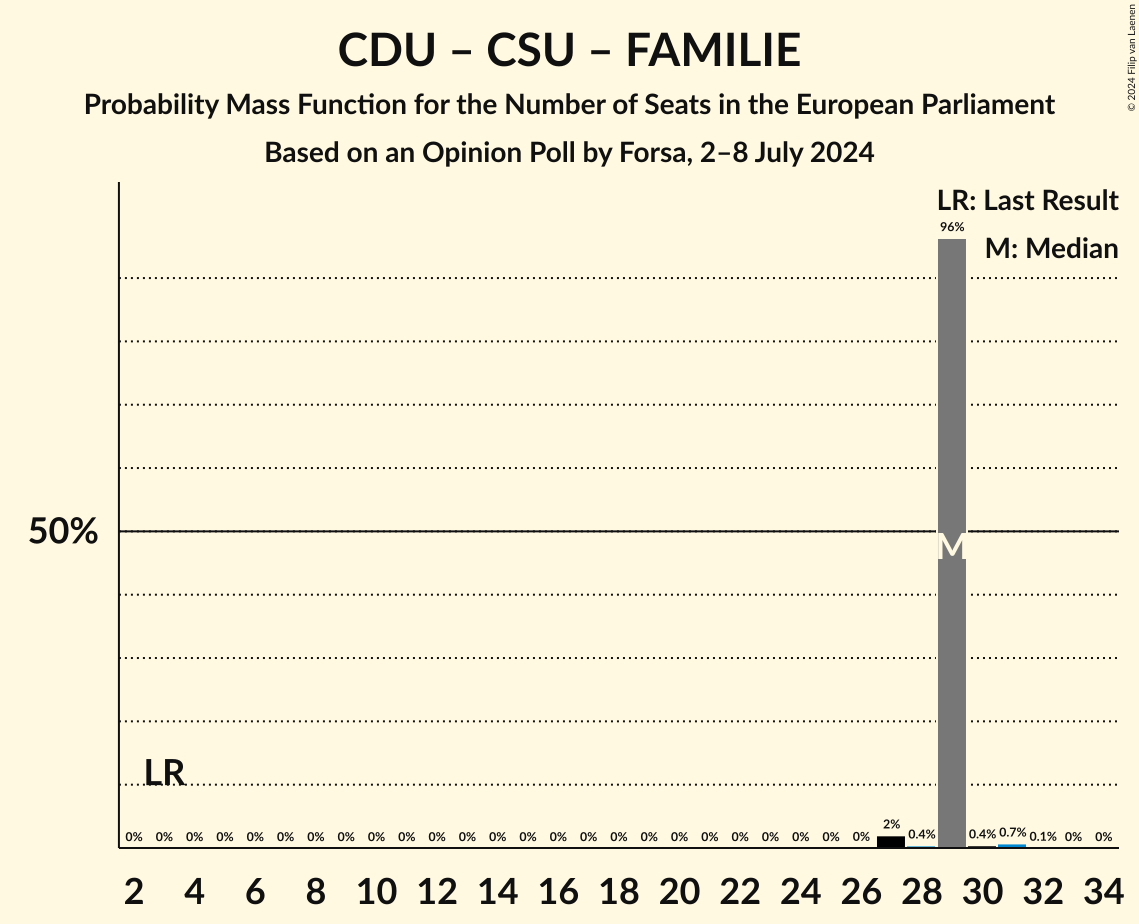 CDU – CSU – FAMILIE
Probability Mass Function for the Number of Seats in the European Parliament
Based on an Opinion Poll by Forsa, 2–8 July 2024
© 2024 Filip van Laenen
LR: Last Result
M: Median
96%
50%
M
LR
0% 0% 0% 0% 0% 0% 0% 0% 0% 0% 0% 0% 0% 0% 0% 0% 0% 0% 0% 0% 0% 0% 0% 0% 0% 2% 0.4% 0.4% 0.7% 0.1% 0% 0%
2 4 6 8 10 12 14 16 18 20 22 24 26 28 30 32 34